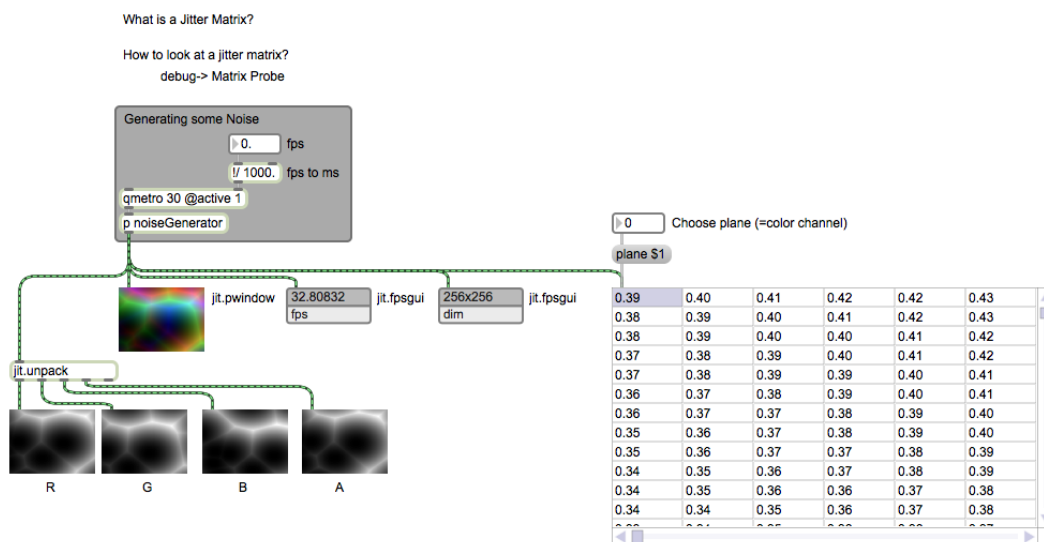 What is a Jitter Matrix?
How to look at a jitter matrix?
debug-> Matrix Probe
Generating some Noise
0. fps
!/ 1000. fps to ms
qmetro 30 @active 1
p noiseGenerator
0 Choose plane (=color channel)
plane $1
jit.pwindow 32.80832 jit.fpsgui 256x256 jit.fpsgui
fps dim
0.39 0.40 0.41 0.42 0.42 0.43
0.38 0.39 0.40 0.41 0.42 0.43
0.38 0.39 0.40 0.40 0.41 0.42
0.37 0.38 0.39 0.40 0.41 0.42
0.37 0.38 0.39 0.39 0.40 0.41
0.36 0.37 0.38 0.39 0.40 0.41
0.36 0.37 0.37 0.38 0.39 0.40
0.35 0.36 0.37 0.38 0.39 0.40
0.35 0.36 0.37 0.37 0.38 0.39
0.34 0.35 0.36 0.37 0.38 0.39
0.34 0.35 0.36 0.36 0.37 0.38
0.34 0.34 0.35 0.36 0.37 0.38
jit.unpack
R G B A